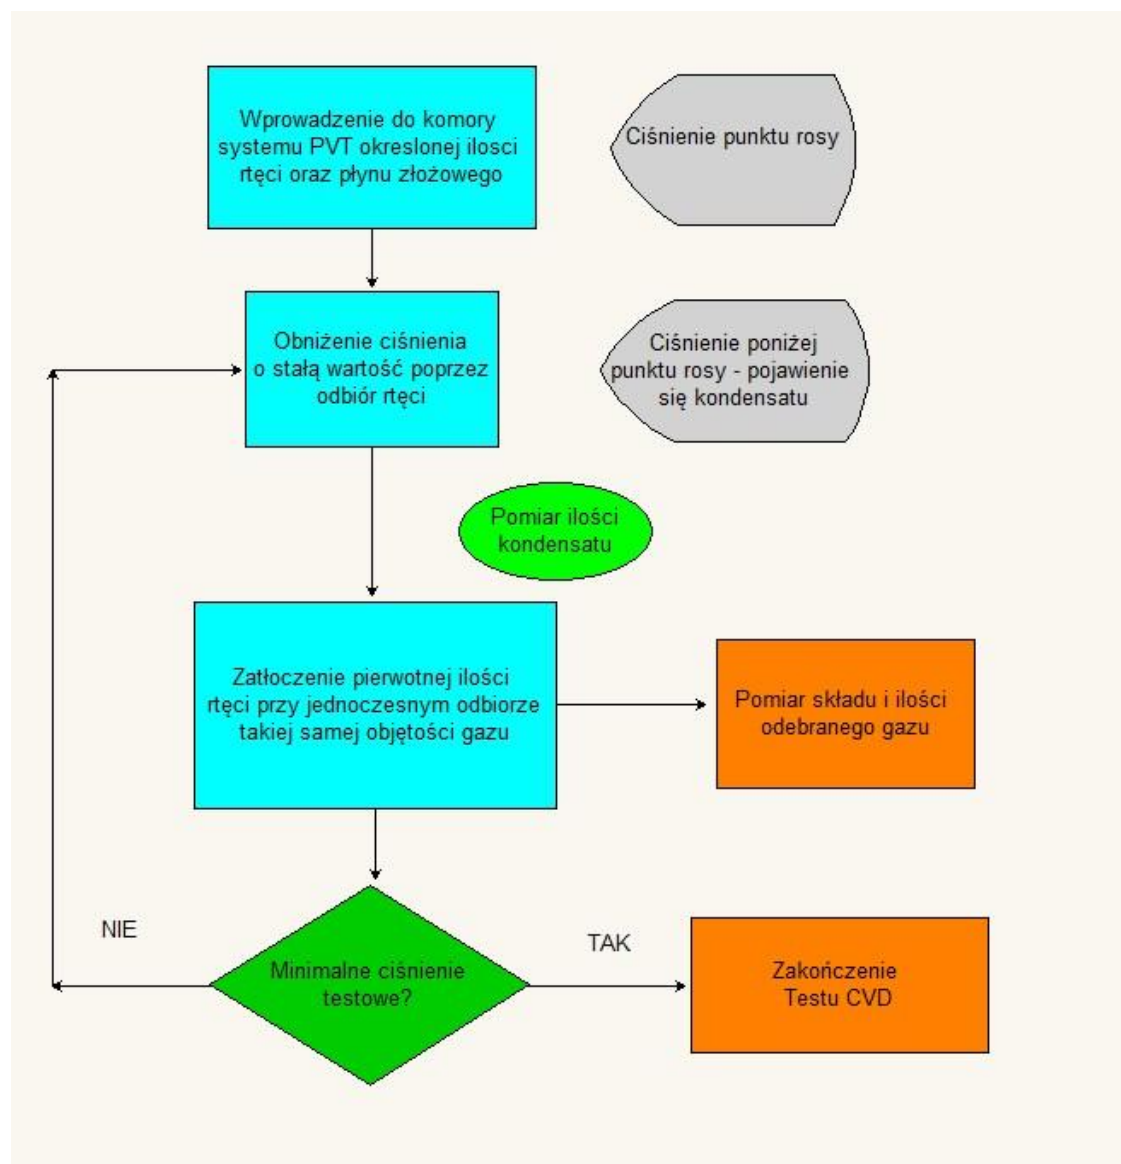 Wprowadzenie do komory
systemu PVT okreslonej ilosci
rtęci oraz płynu złożowego
Ciśnienie punktu rosy
Obniżenie ciśnienia
o stałą wartość poprzez
odbiór rtęci
Ciśnienie poniżej
punktu rosy - pojawienie
się kondensatu
Pomiar ilości
kondensatu
Zatłoczenie pierwotnej ilości
rtęci przy jednoczesnym odbiorze
takiej samej objętości gazu
Pomiar składu i ilości
odebranego gazu
NIE
Minimalne ciśnienie
testowe?
TAK
Zakończenie
Testu CVD